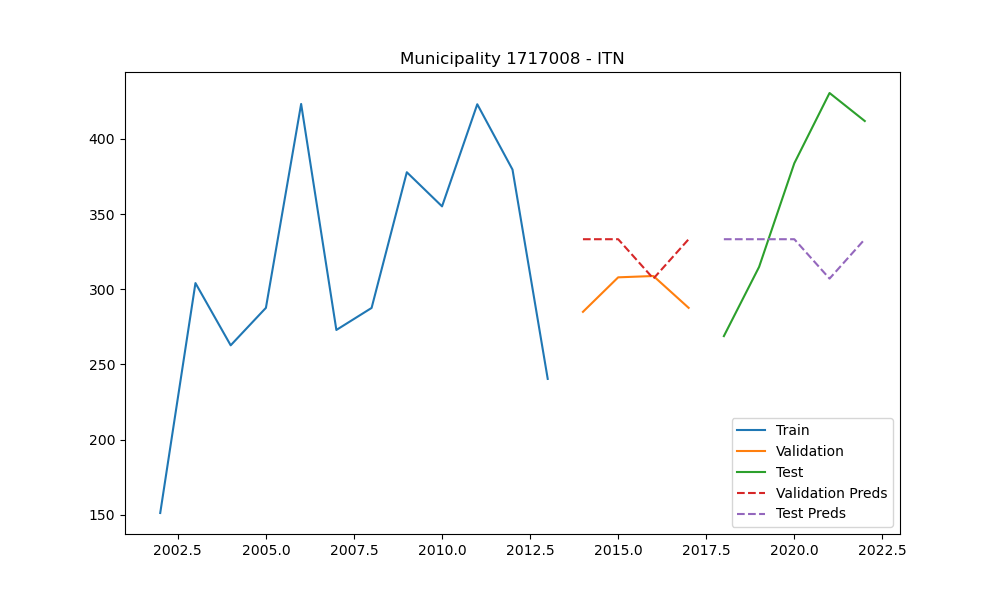 Municipality 1717008 - ITN
400
350
300
250
200
150
2002.5 2005.0 2007.5 2010.0 2012.5 2015.0 2017.5 2020.0 2022.5
Train
Validation
Test
Validation Preds
Test Preds